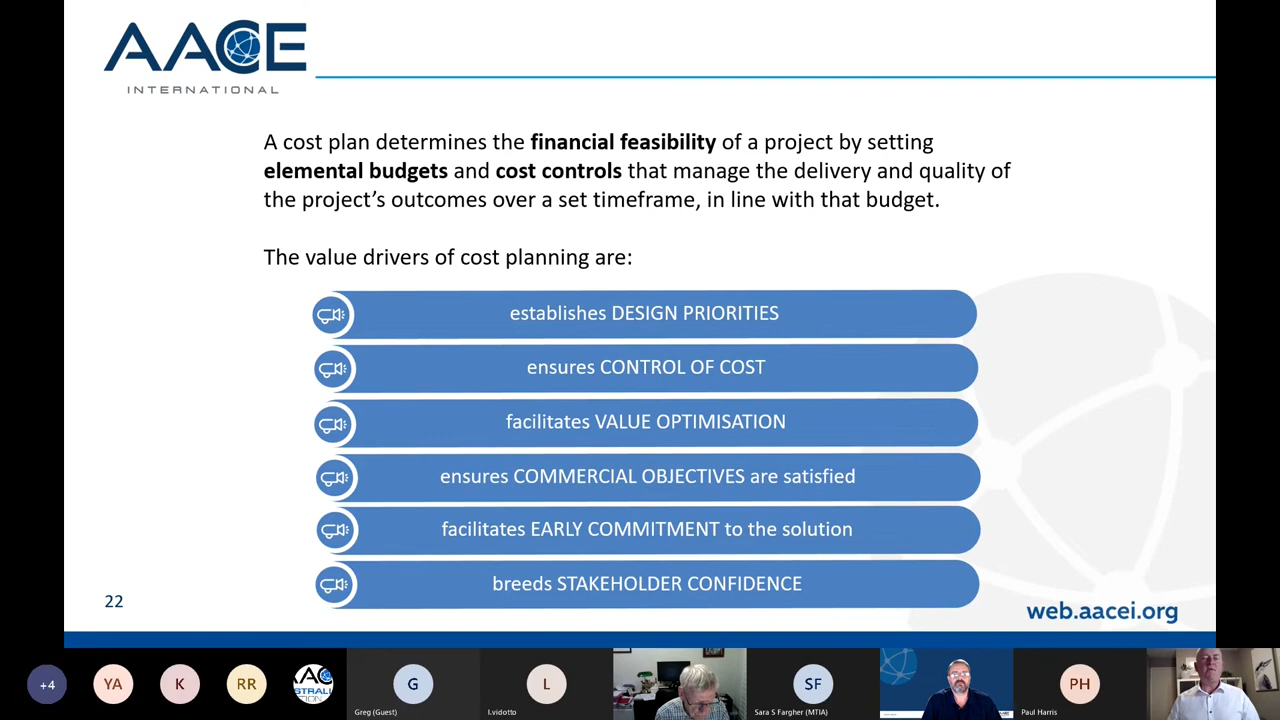 AACE
INTERNATIONAL
A cost plan determines the financial feasibility of a project by setting
elemental budgets and cost controls that manage the delivery and quality of
the project's outcomes over a set timeframe, in line with that budget.
The value drivers of cost planning are:
establishes DESIGN PRIORITIES
ensures CONTROL OF COST
facilitates VALUE OPTIMISATION
ensures COMMERCIAL OBJECTIVES are satisfied
facilitates EARLY COMMITMENT to the solution
breeds STAKEHOLDER CONFIDENCE
22
web.aacei.org
+4
YA
K
RR
G
L
SF
PH
Greg (Guest)
l.vidotto
Sara S Fargher (MTIA)
Paul Harris